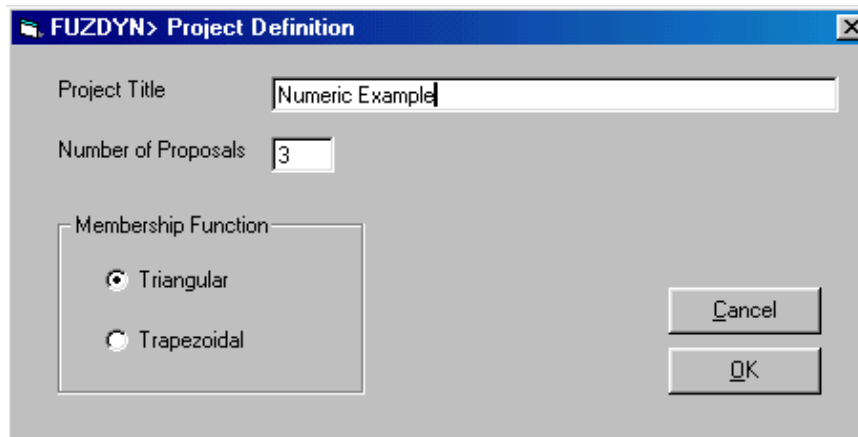 FUZDYN> Project Definition
Project Title
Numeric Example
Number of Proposals
3
Membership Function
Triangular
Trapezoidal
Cancel
OK